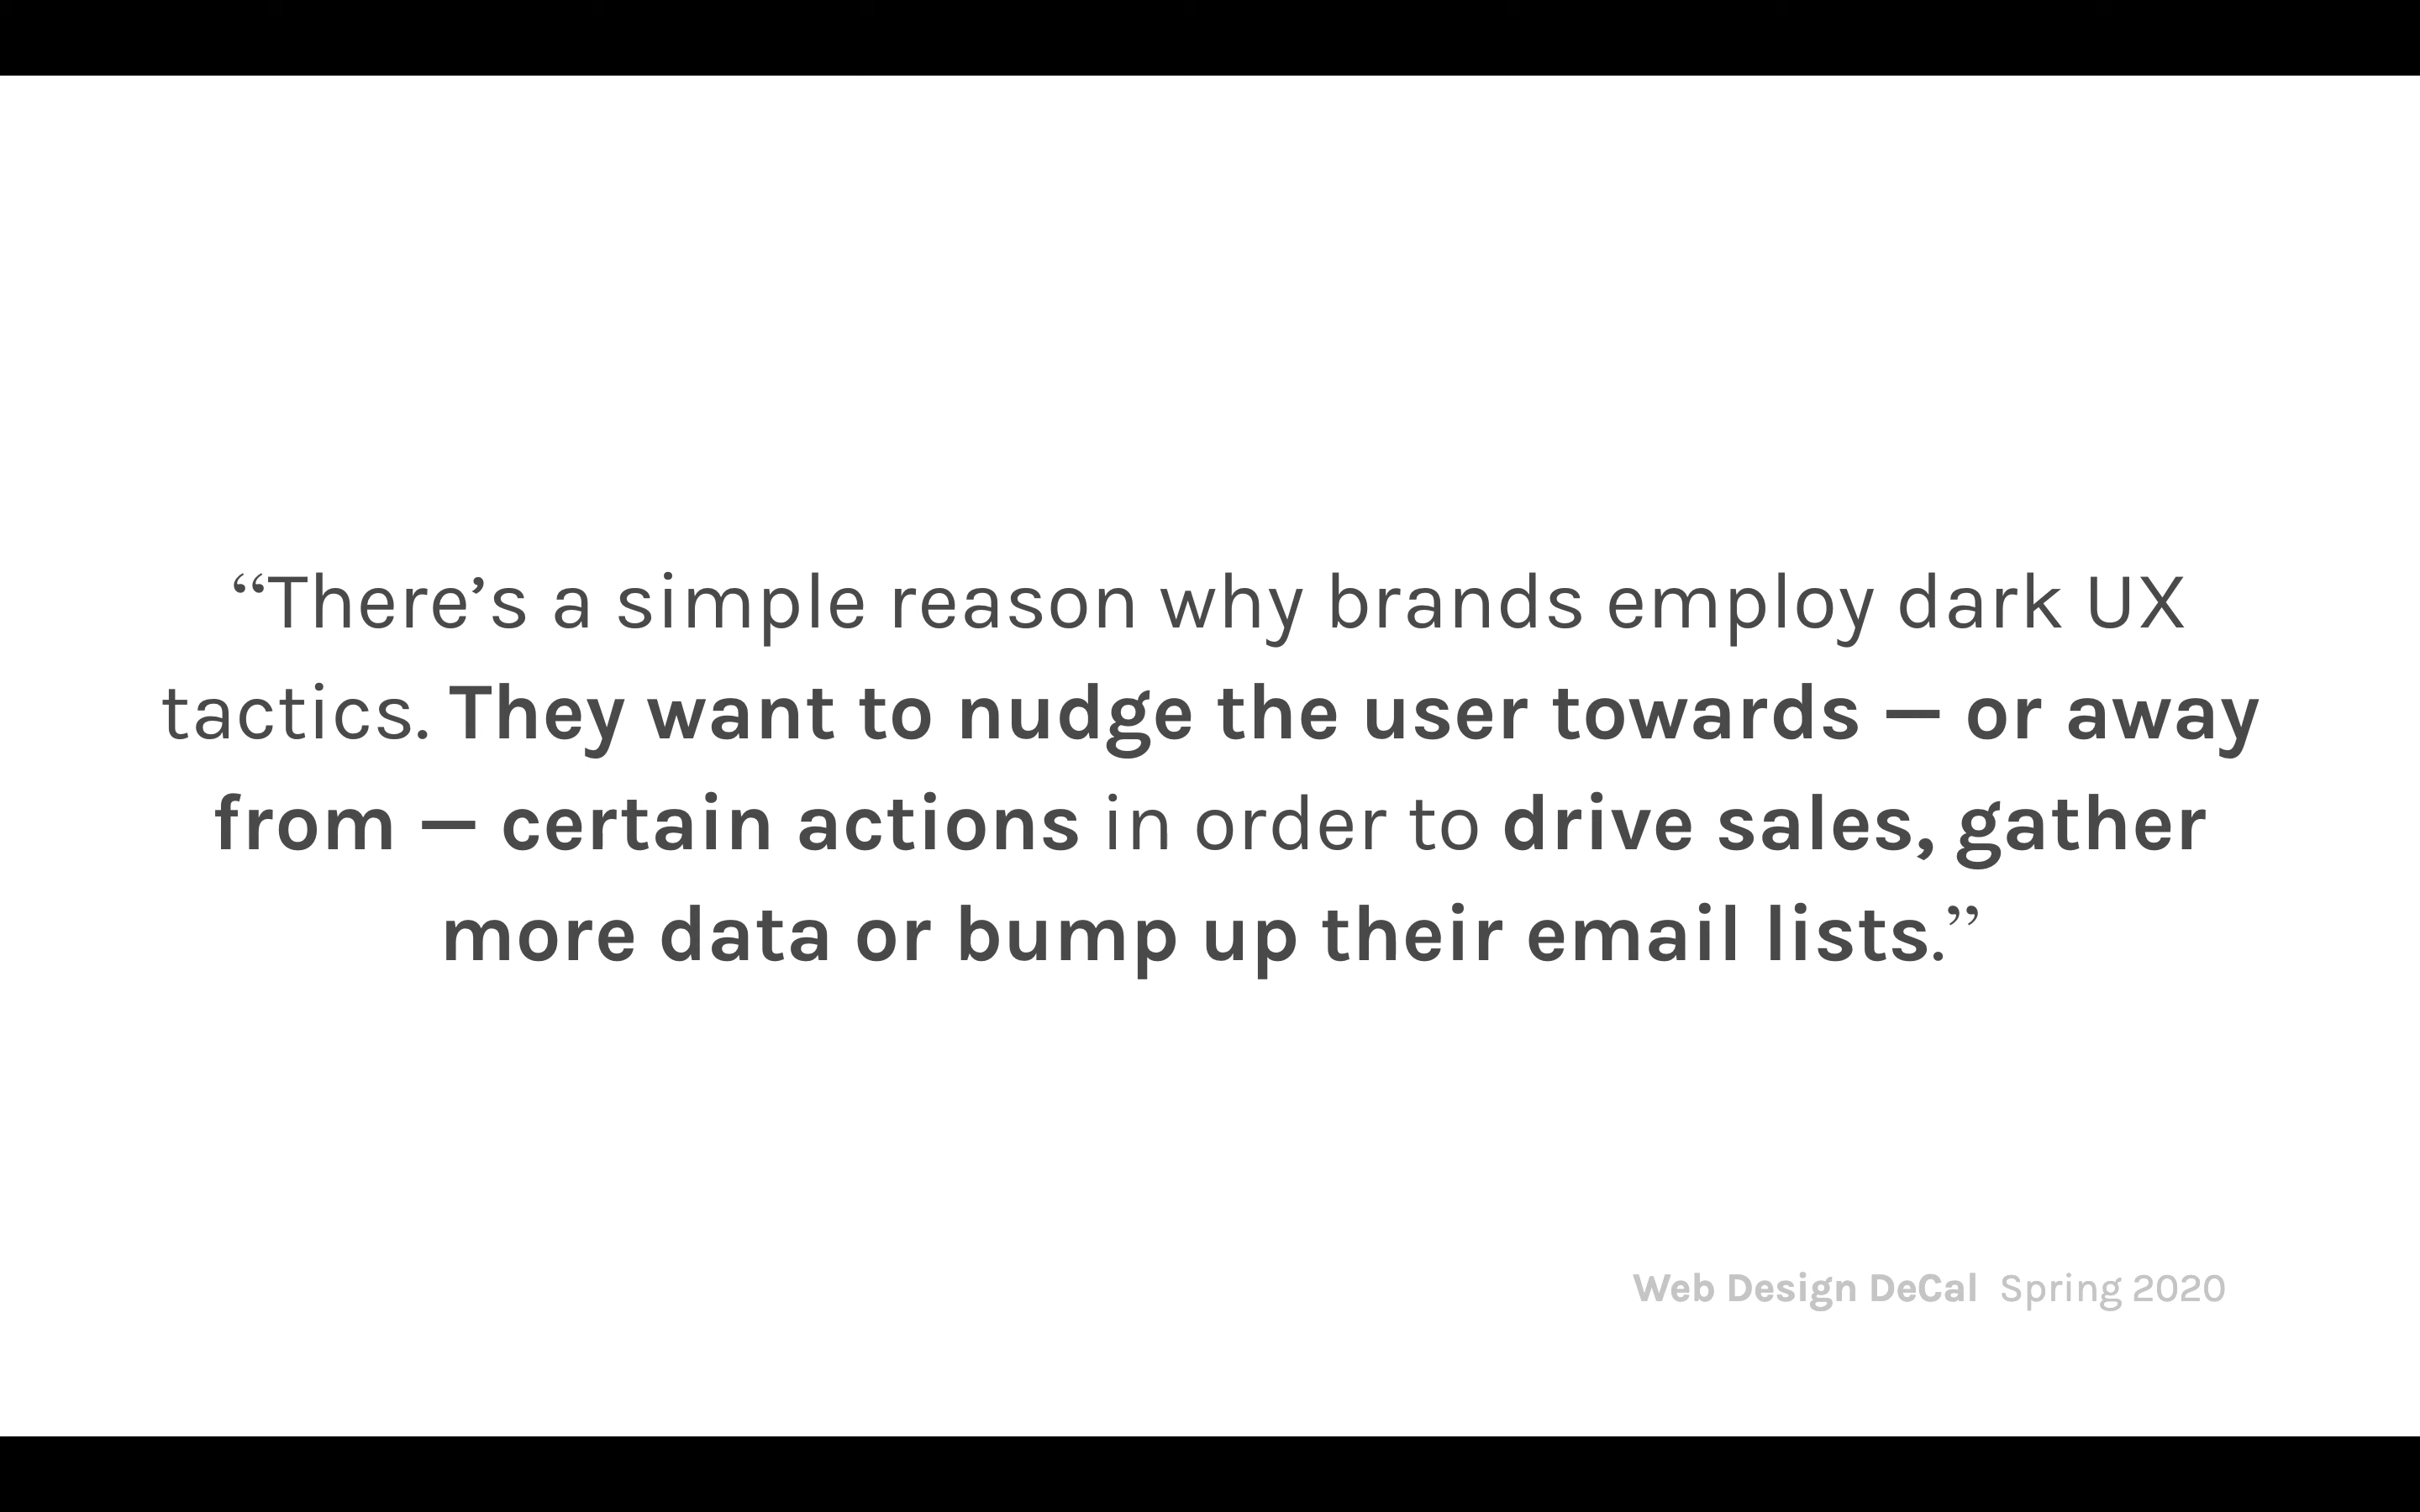 “There’s a simple reason why brands employ dark UX
tactics. They want to nudge the user towards — or away
from — certain actions in order to drive sales, gather
more data or bump up their email lists.”
Web Design DeCal Spring 2020